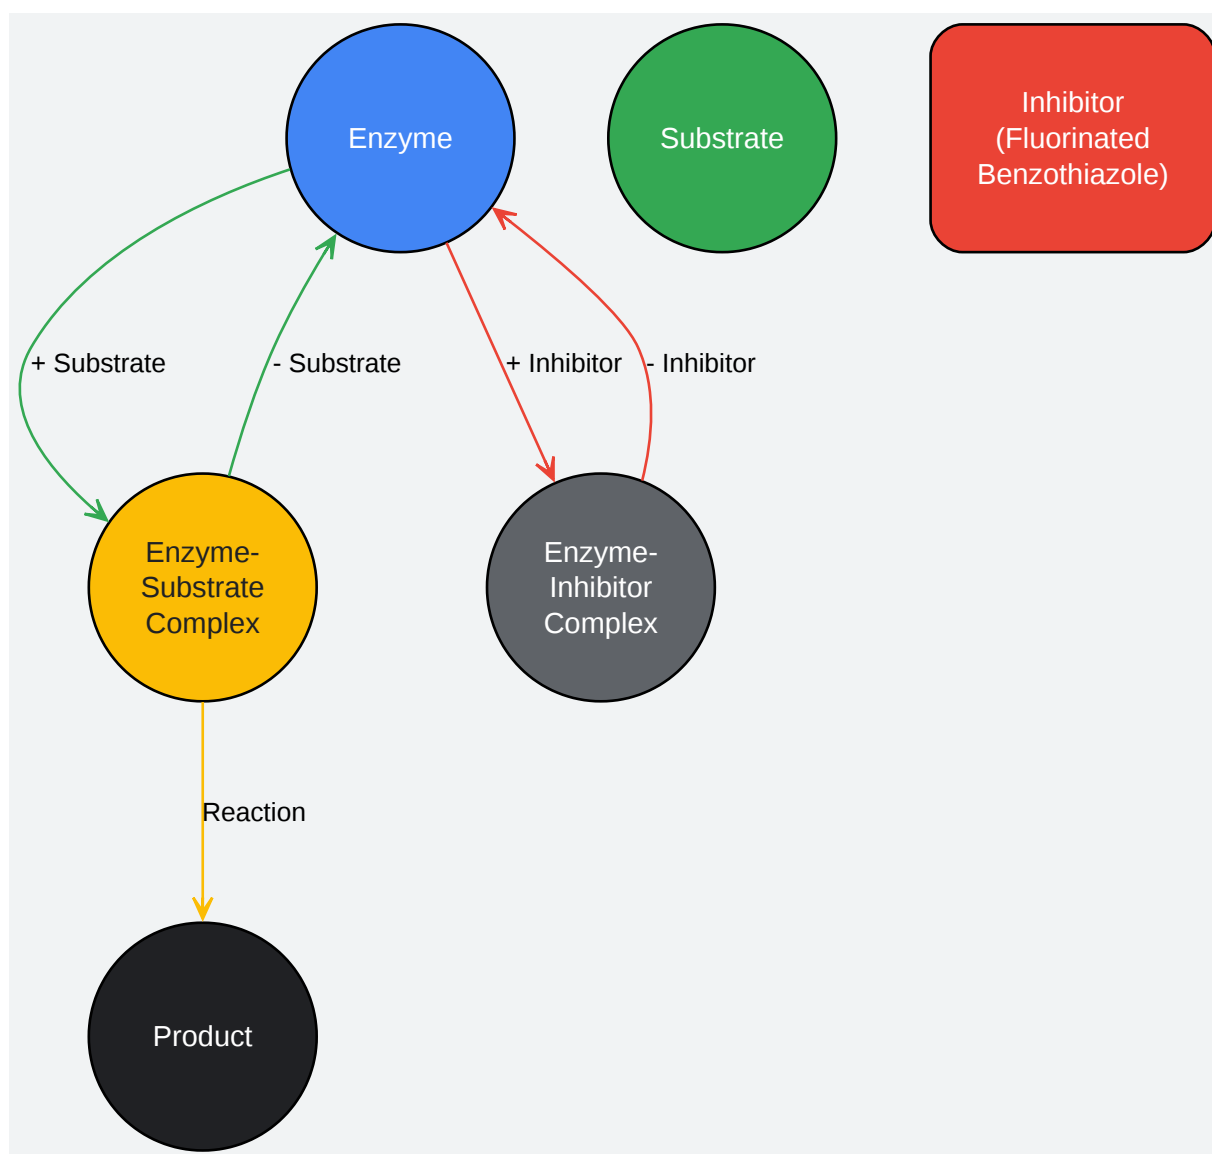 Enzyme
Substrate
Inhibitor
(Fluorinated
Benzothiazole)
+ Substrate
- Substrate
+ Inhibitor
- Inhibitor
Enzyme-
Substrate
Complex
Enzyme-
Inhibitor
Complex
Reaction
Product